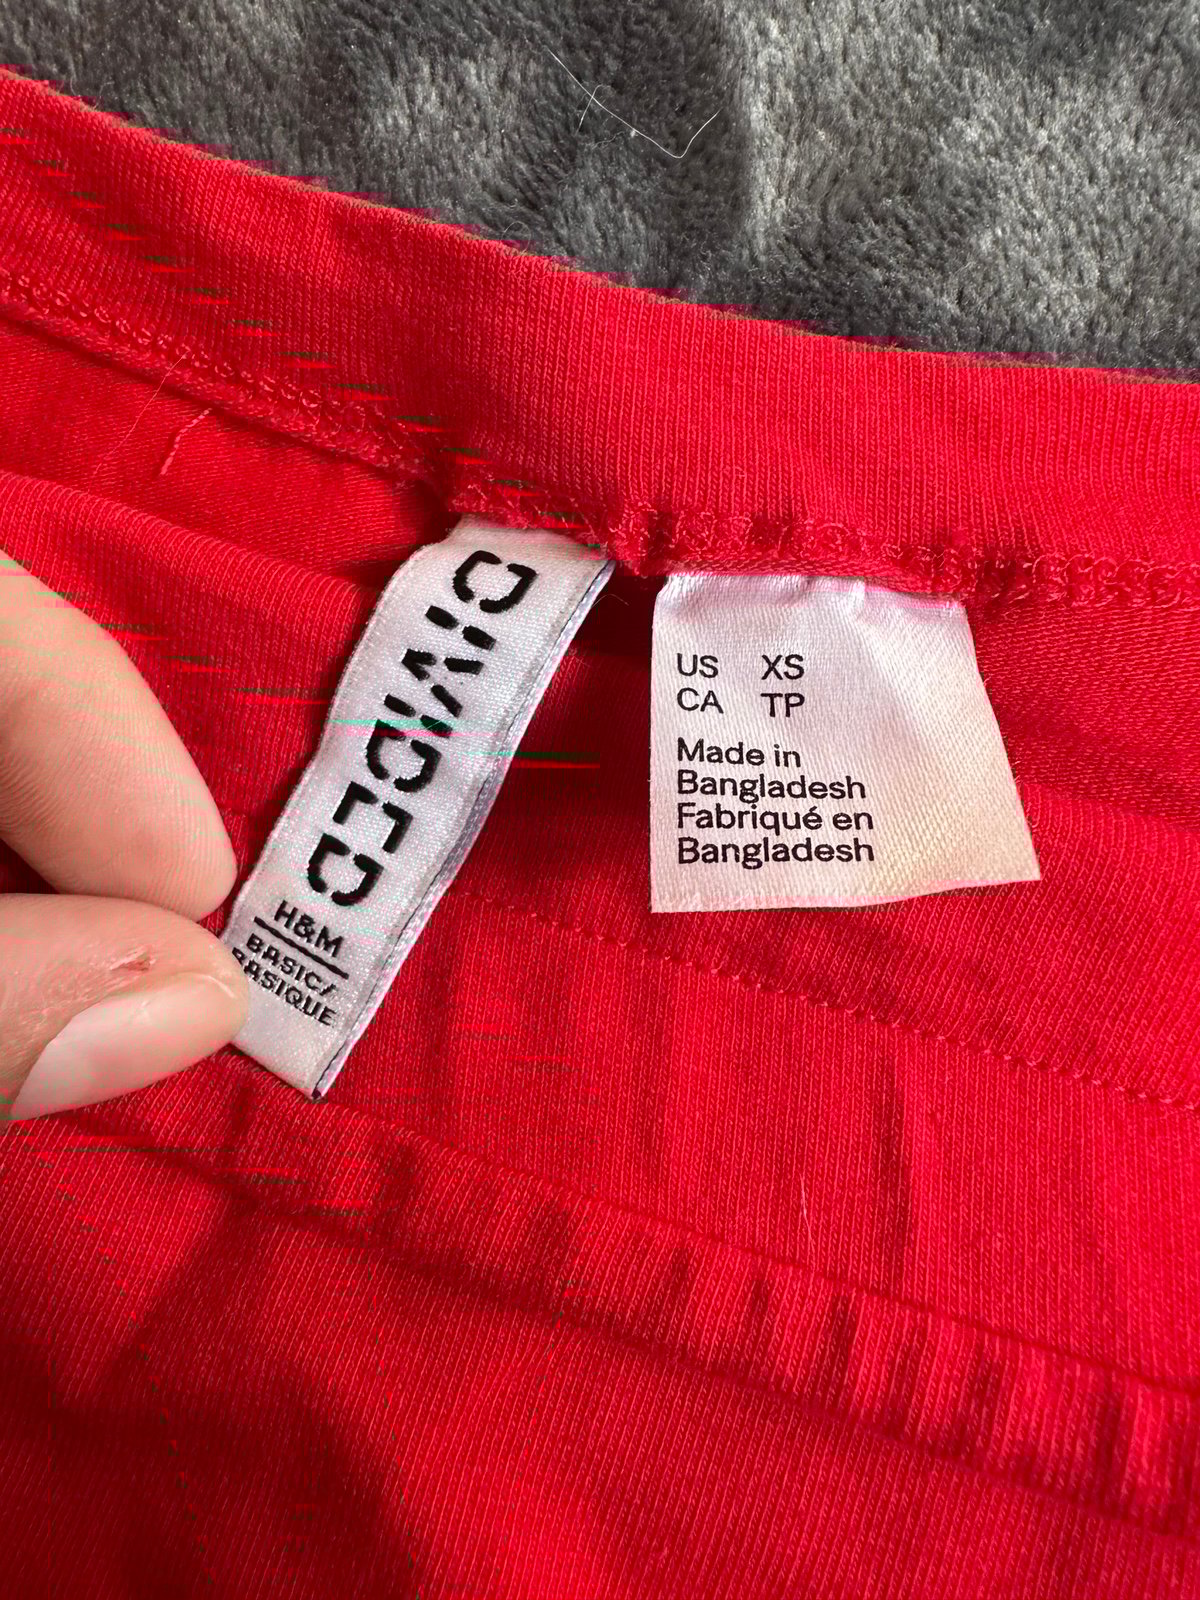 DIVIDED
H&M
BASIC/
BASIQUE
US XS
CA TP
Made in
Bangladesh
Fabriqué en
Bangladesh